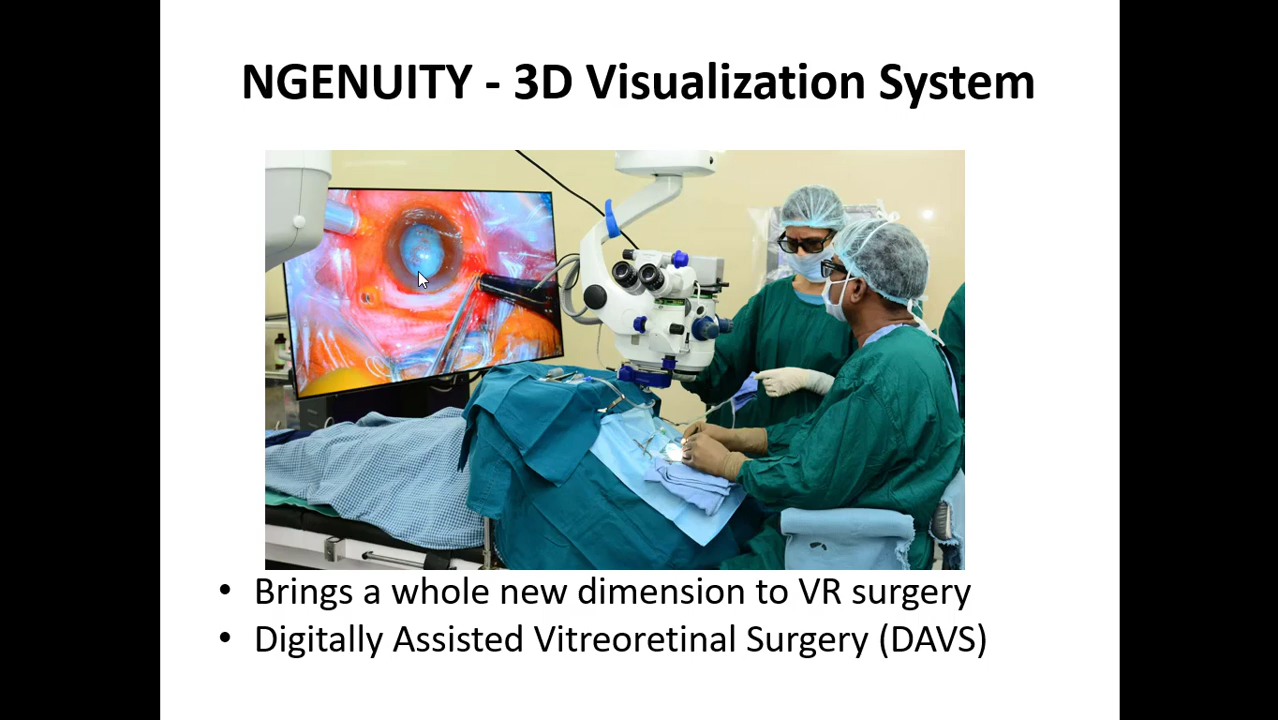 NGENUITY - 3D Visualization System
• Brings a whole new dimension to VR surgery
• Digitally Assisted Vitreoretinal Surgery (DAVS)